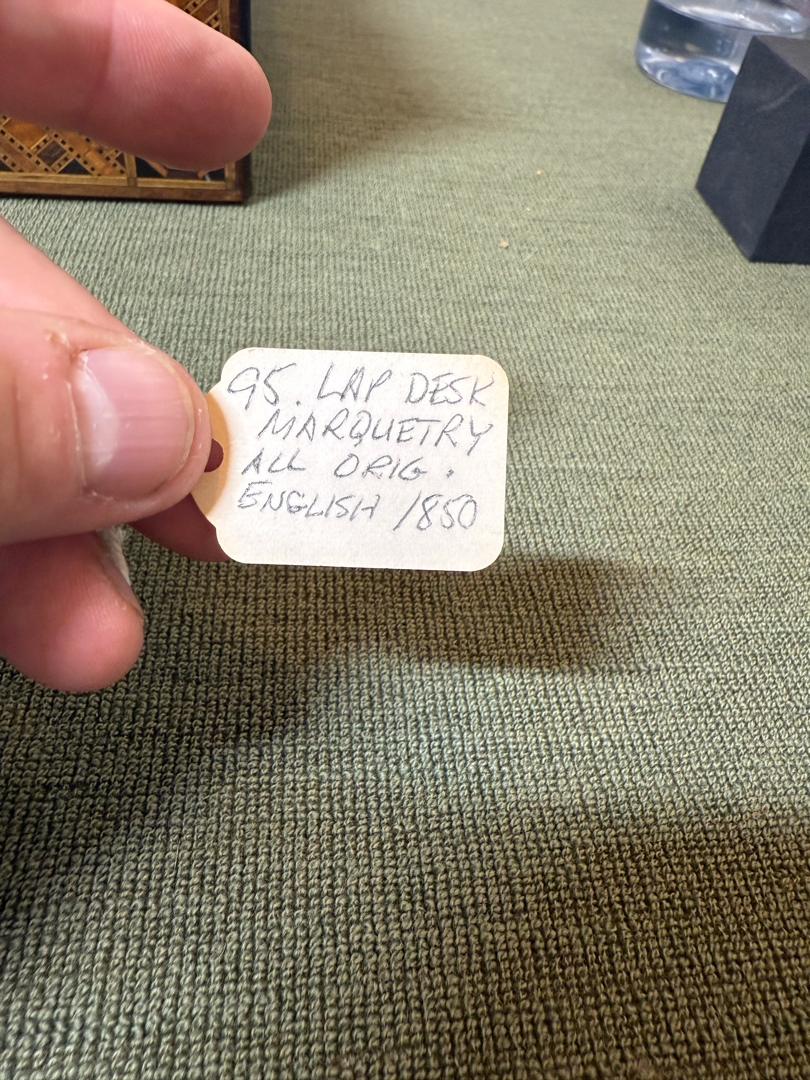 95. LAP DESK
MARQUETRY
ALL ORIG.
ENGLISH 1850